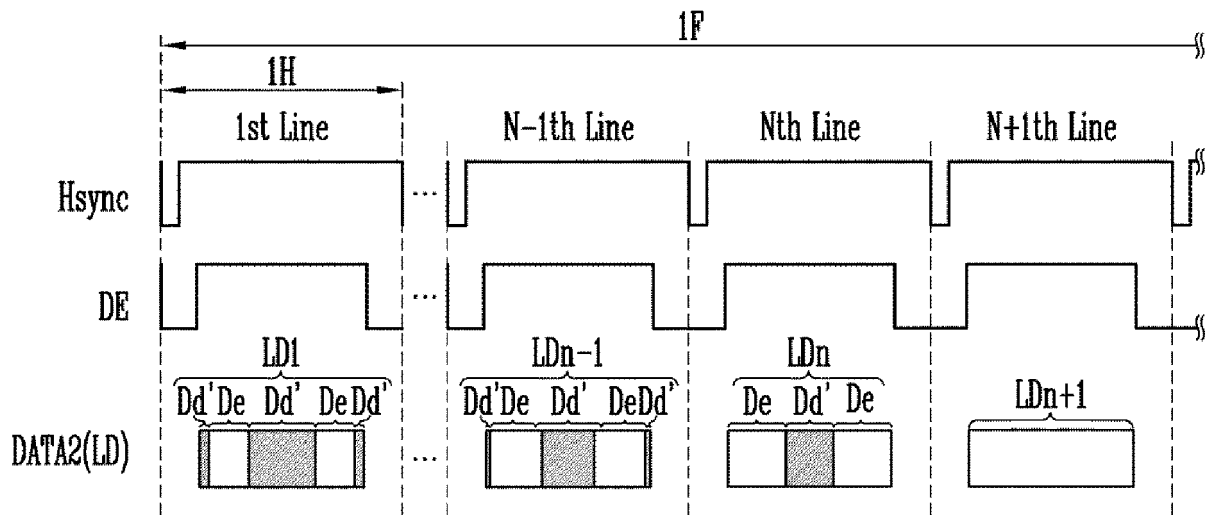 1F
1H
1st Line N-1th Line Nth Line N+1th Line
Hsync ...
DE ...
LD1 LDn-1 LDn LDn+1
Dd' De Dd' De Dd' Dd' De Dd' De Dd' De Dd' De
DATA2(LD) ...